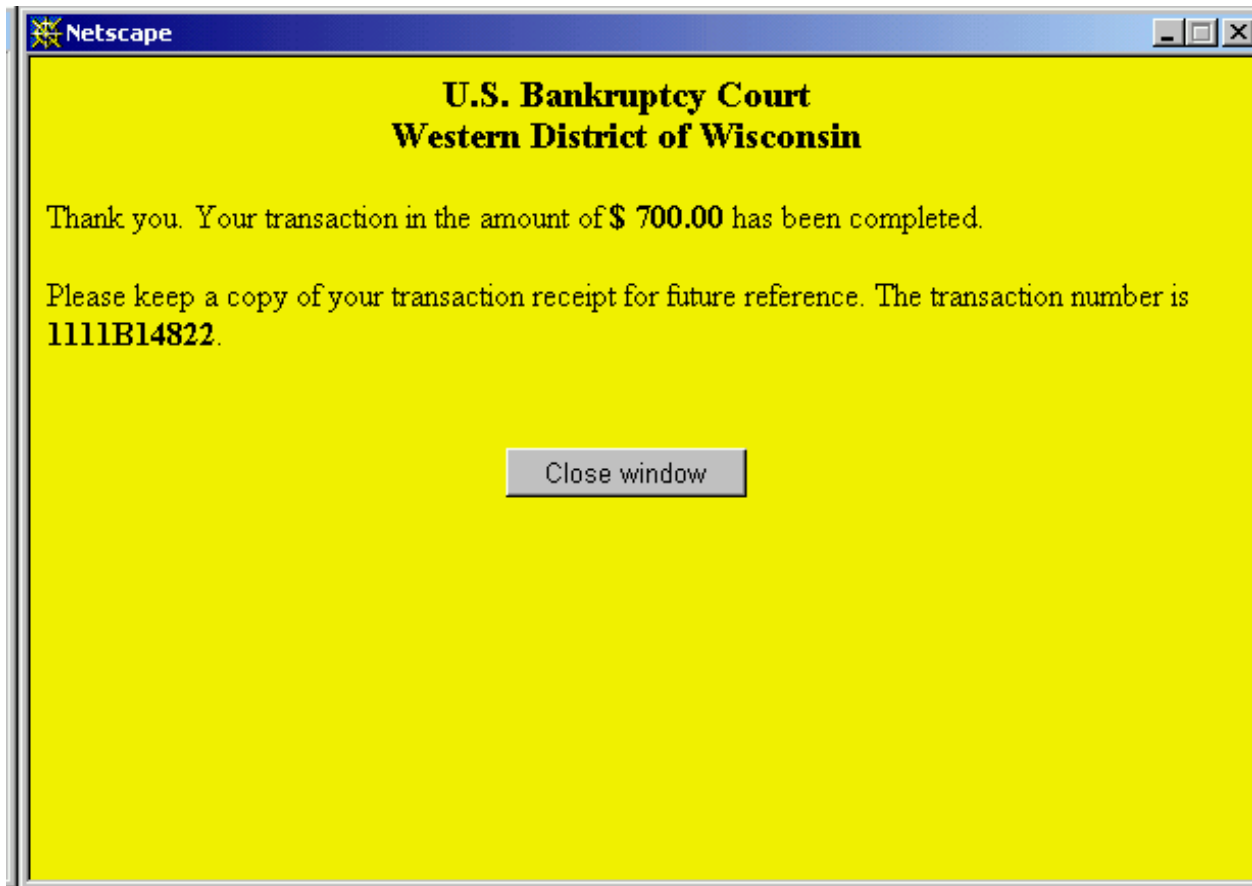 Netscape
U.S. Bankruptcy Court
Western District of Wisconsin
Thank you. Your transaction in the amount of $ 700.00 has been completed.
Please keep a copy of your transaction receipt for future reference. The transaction number is
1111B14822.
Close window